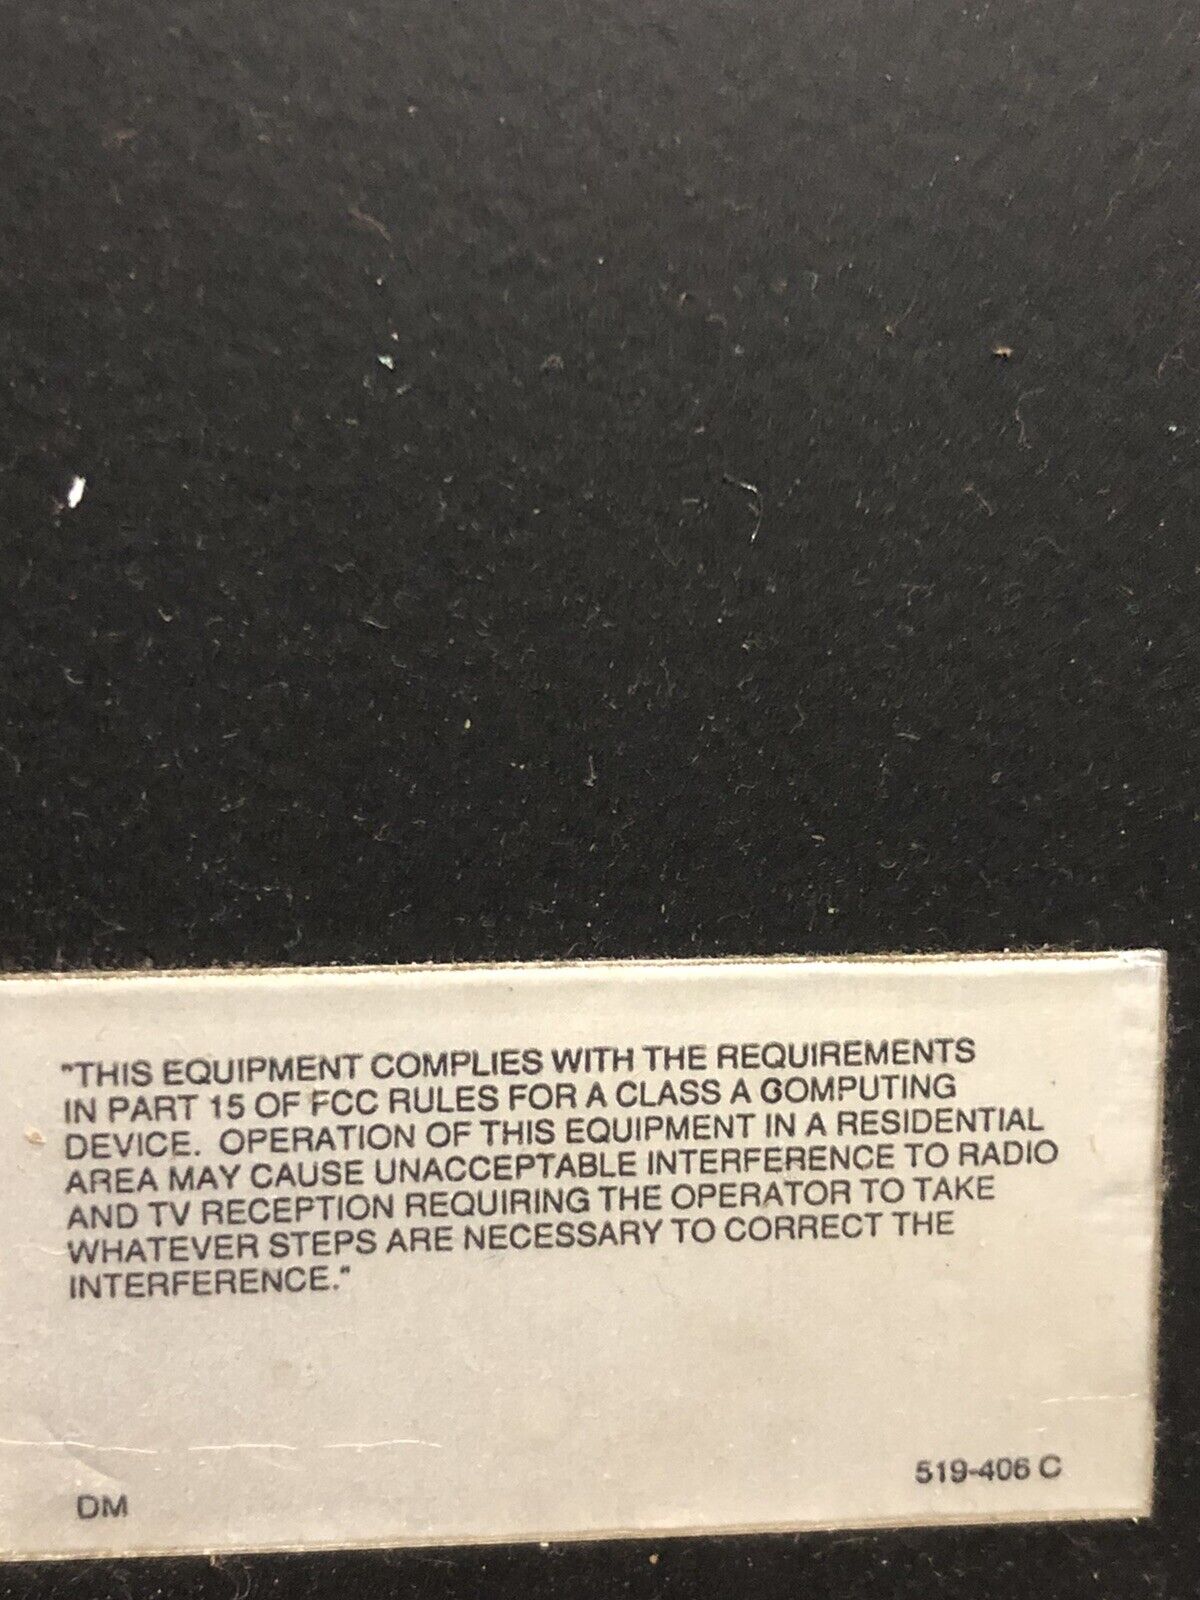 "THIS EQUIPMENT COMPLIES WITH THE REQUIREMENTS
IN PART 15 OF FCC RULES FOR A CLASS A COMPUTING
DEVICE. OPERATION OF THIS EQUIPMENT IN A RESIDENTIAL
AREA MAY CAUSE UNACCEPTABLE INTERFERENCE TO RADIO
AND TV RECEPTION REQUIRING THE OPERATOR TO TAKE
WHATEVER STEPS ARE NECESSARY TO CORRECT THE
INTERFERENCE."
519-406 C
DM